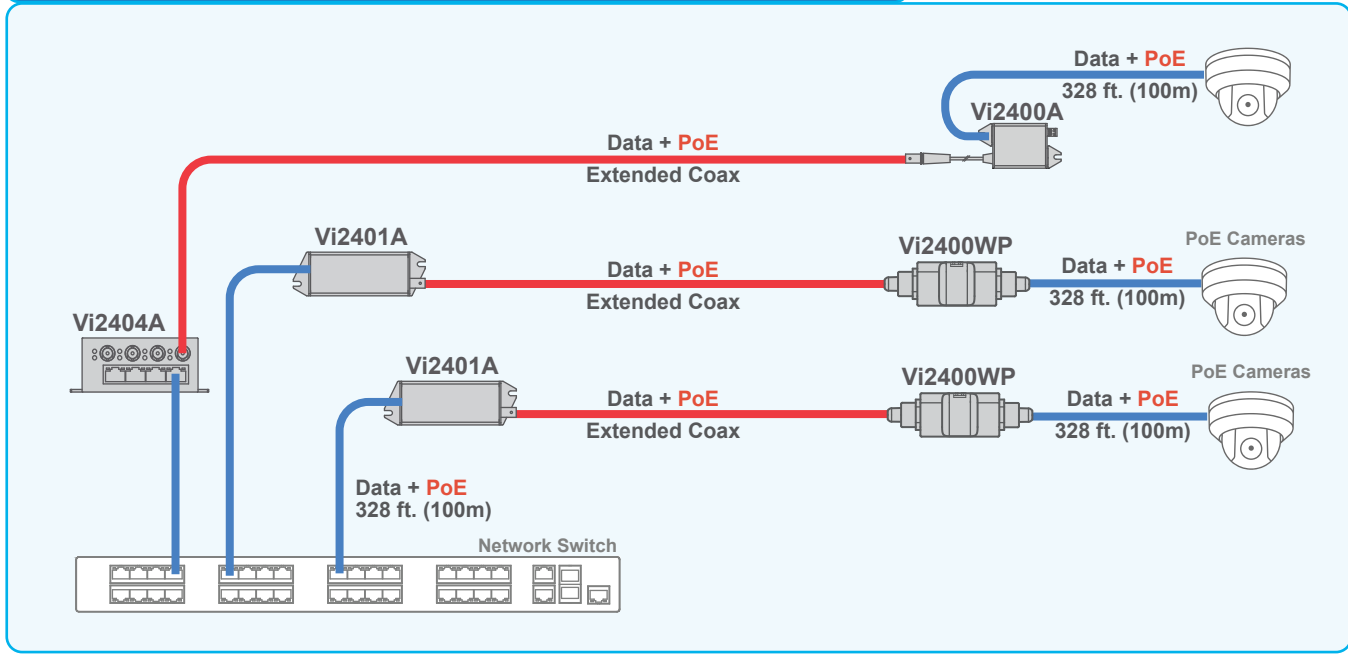 Data + PoE
328 ft. (100m)
Vi2400A
Data + PoE
Extended Coax
Vi2401A
Data + PoE
Extended Coax
Vi2400WP
PoE Cameras
Data + PoE
328 ft. (100m)
Vi2404A
Vi2401A
Data + PoE
Extended Coax
Vi2400WP
PoE Cameras
Data + PoE
328 ft. (100m)
Data + PoE
328 ft. (100m)
Network Switch